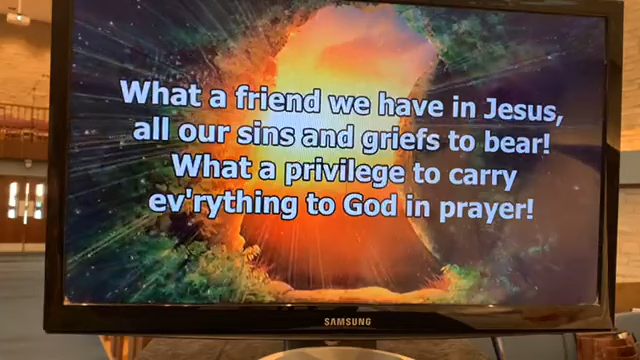 What a friend we have in Jesus,
all our sins and griefs to bear!
What a privilege to carry
ev'rything to God in prayer!
SAMSUNG